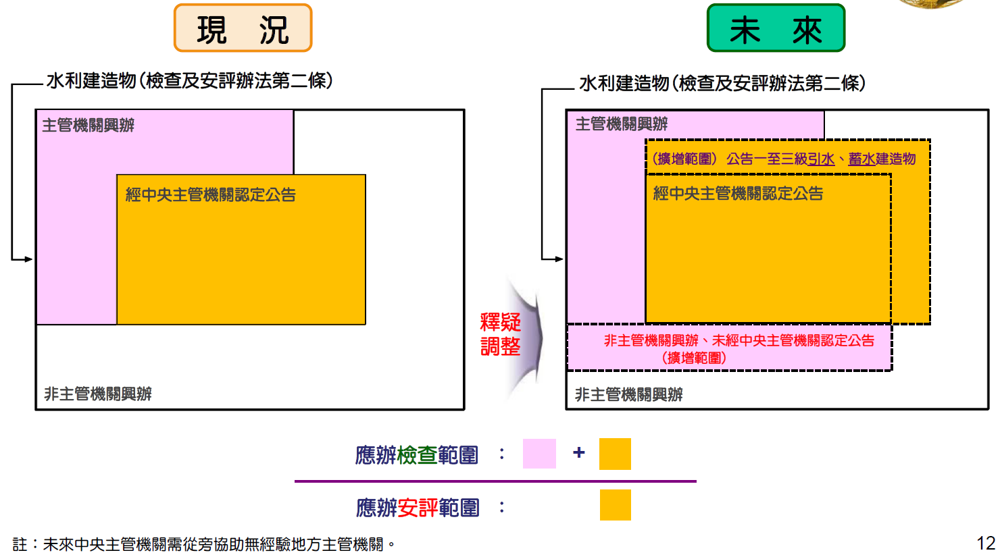 現 況
未 來
水利建造物(檢查及安評辦法第二條)
主管機關興辦
經中央主管機關認定公告
非主管機關興辦
釋疑
調整
水利建造物(檢查及安評辦法第二條)
主管機關興辦
(擴增範圍) 公告一至三級引水、蓄水建造物
經中央主管機關認定公告
非主管機關興辦、未經中央主管機關認定公告
(擴增範圍)
非主管機關興辦
應辦檢查範圍 : +
應辦安評範圍 :
註:未來中央主管機關需從旁協助無經驗地方主管機關。
12